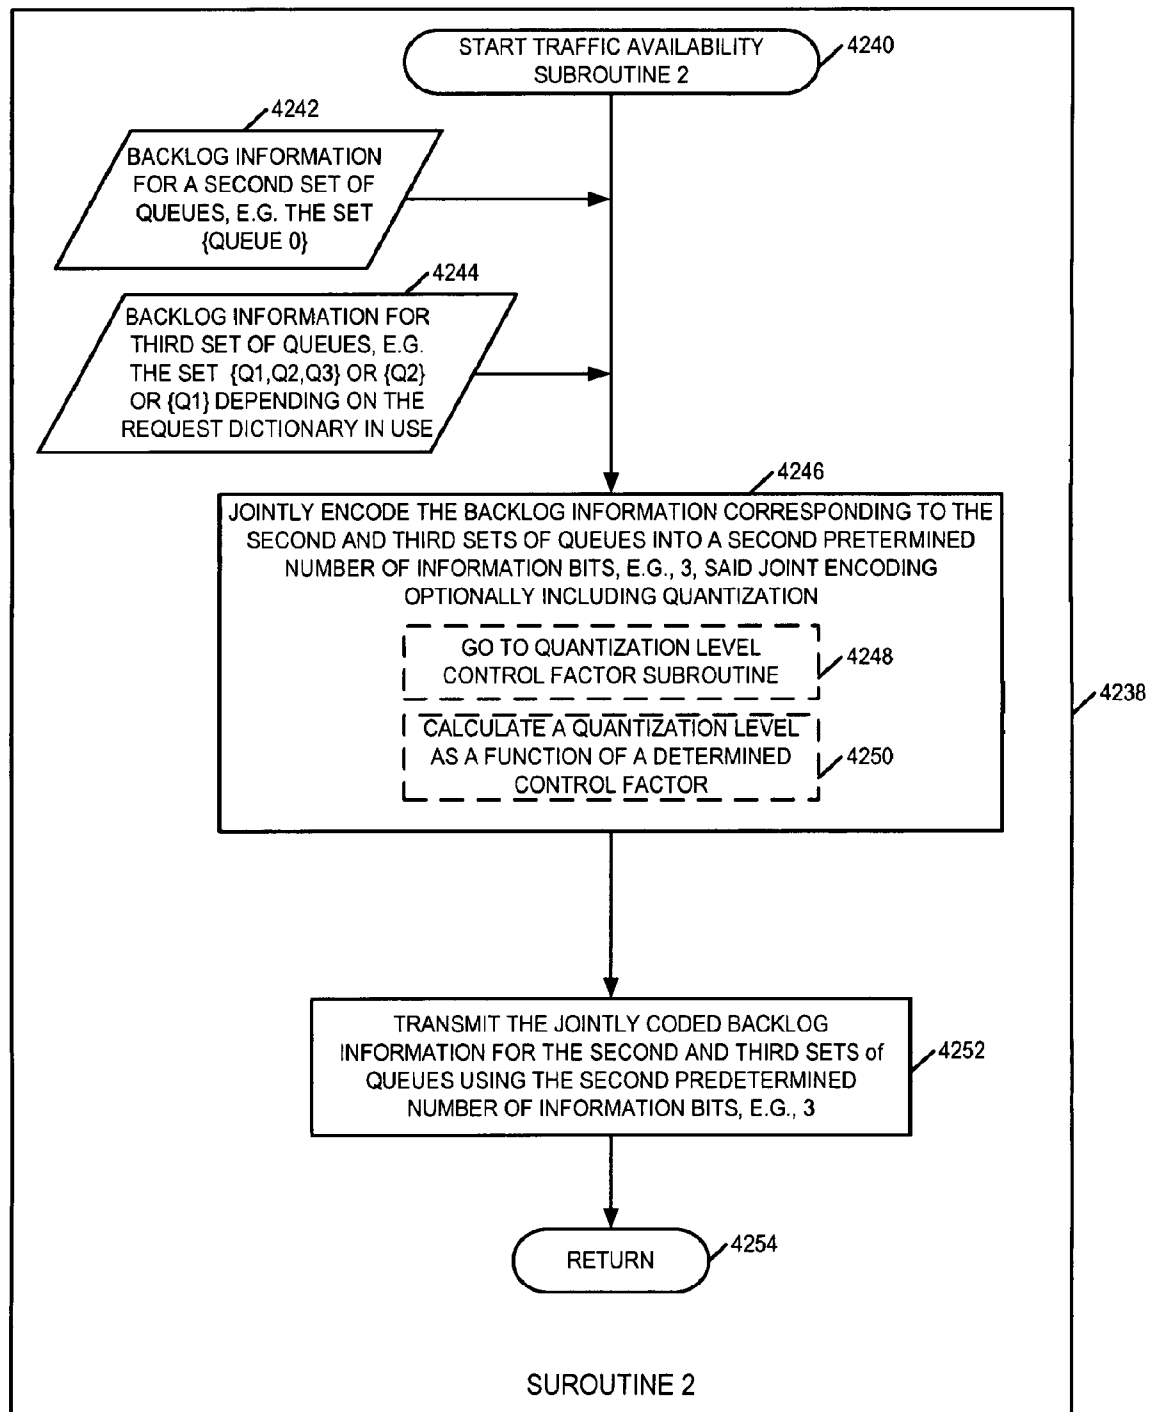 START TRAFFIC AVAILABILITY
SUBROUTINE 2
4240
4242
BACKLOG INFORMATION
FOR A SECOND SET OF
QUEUES, E.G. THE SET
{QUEUE 0}
4244
BACKLOG INFORMATION FOR
THIRD SET OF QUEUES, E.G.
THE SET {Q1,Q2,Q3} OR {Q2}
OR {Q1} DEPENDING ON THE
REQUEST DICTIONARY IN USE
4246
JOINTLY ENCODE THE BACKLOG INFORMATION CORRESPONDING TO THE
SECOND AND THIRD SETS OF QUEUES INTO A SECOND PRETERMINED
NUMBER OF INFORMATION BITS, E.G., 3, SAID JOINT ENCODING
OPTIONALLY INCLUDING QUANTIZATION
GO TO QUANTIZATION LEVEL
CONTROL FACTOR SUBROUTINE
4248
4238
CALCULATE A QUANTIZATION LEVEL
AS A FUNCTION OF A DETERMINED
CONTROL FACTOR
4250
TRANSMIT THE JOINTLY CODED BACKLOG
INFORMATION FOR THE SECOND AND THIRD SETS of
QUEUES USING THE SECOND PREDETERMINED
NUMBER OF INFORMATION BITS, E.G., 3
4252
RETURN
4254
SUROUTINE 2